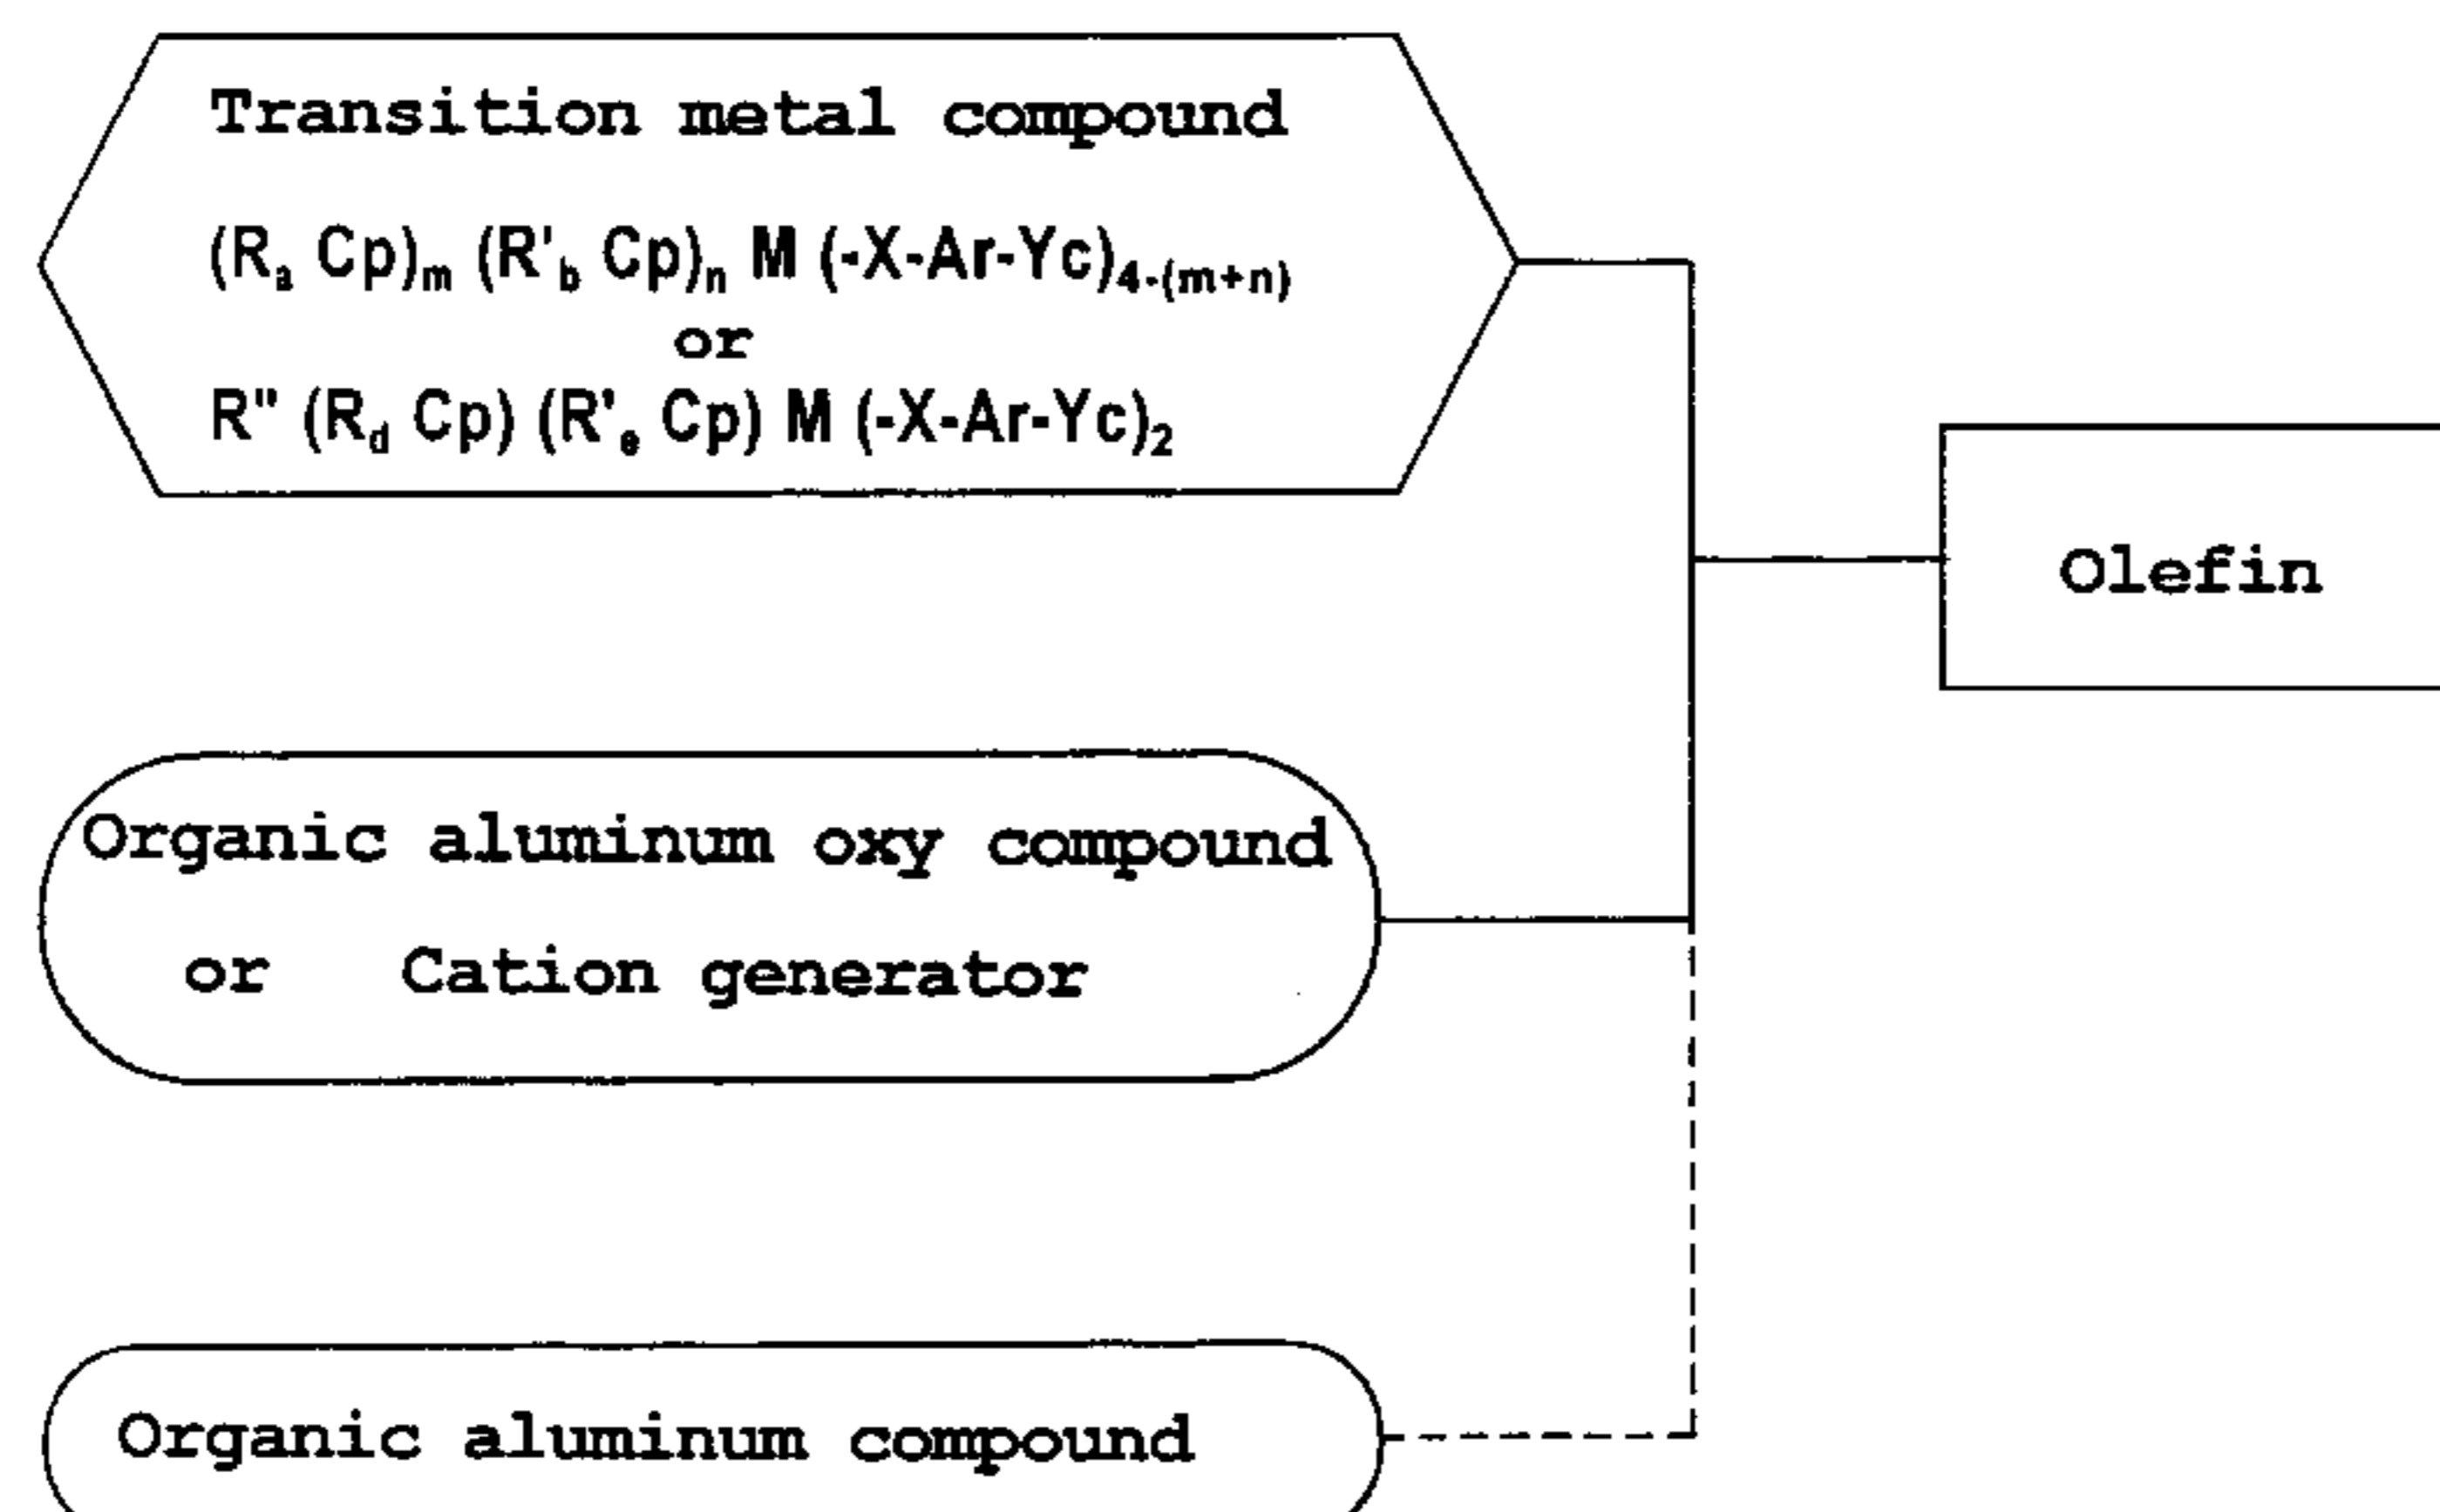 Transition metal compound
(Rₐ Cp)ₘ (R'b Cp)ₙ M (-X-Ar-Yc)₄₋₍ₘ₊ₙ₎
or
R" (Rd Cp) (R'ₑ Cp) M (-X-Ar-Yc)₂
Olefin
Organic aluminum oxy compound
or Cation generator
Organic aluminum compound